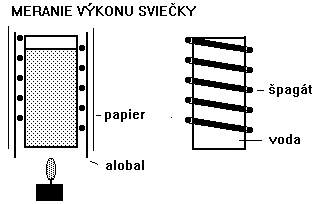 MERANIE VÝKONU SVIEČKY
papier
alobal
špagát
voda